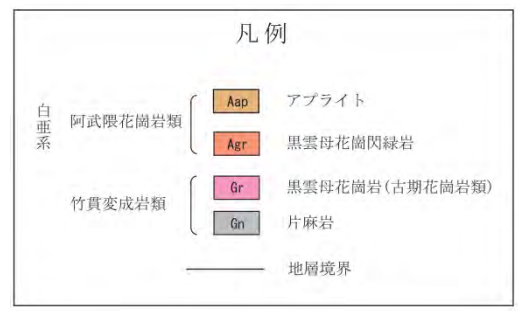 凡例
白亜系
阿武隈花崗岩類
Aap アプライト
Agr 黒雲母花崗閃緑岩
竹貫変成岩類
Gr 黒雲母花崗岩(古期花崗岩類)
Gn 片麻岩
地層境界